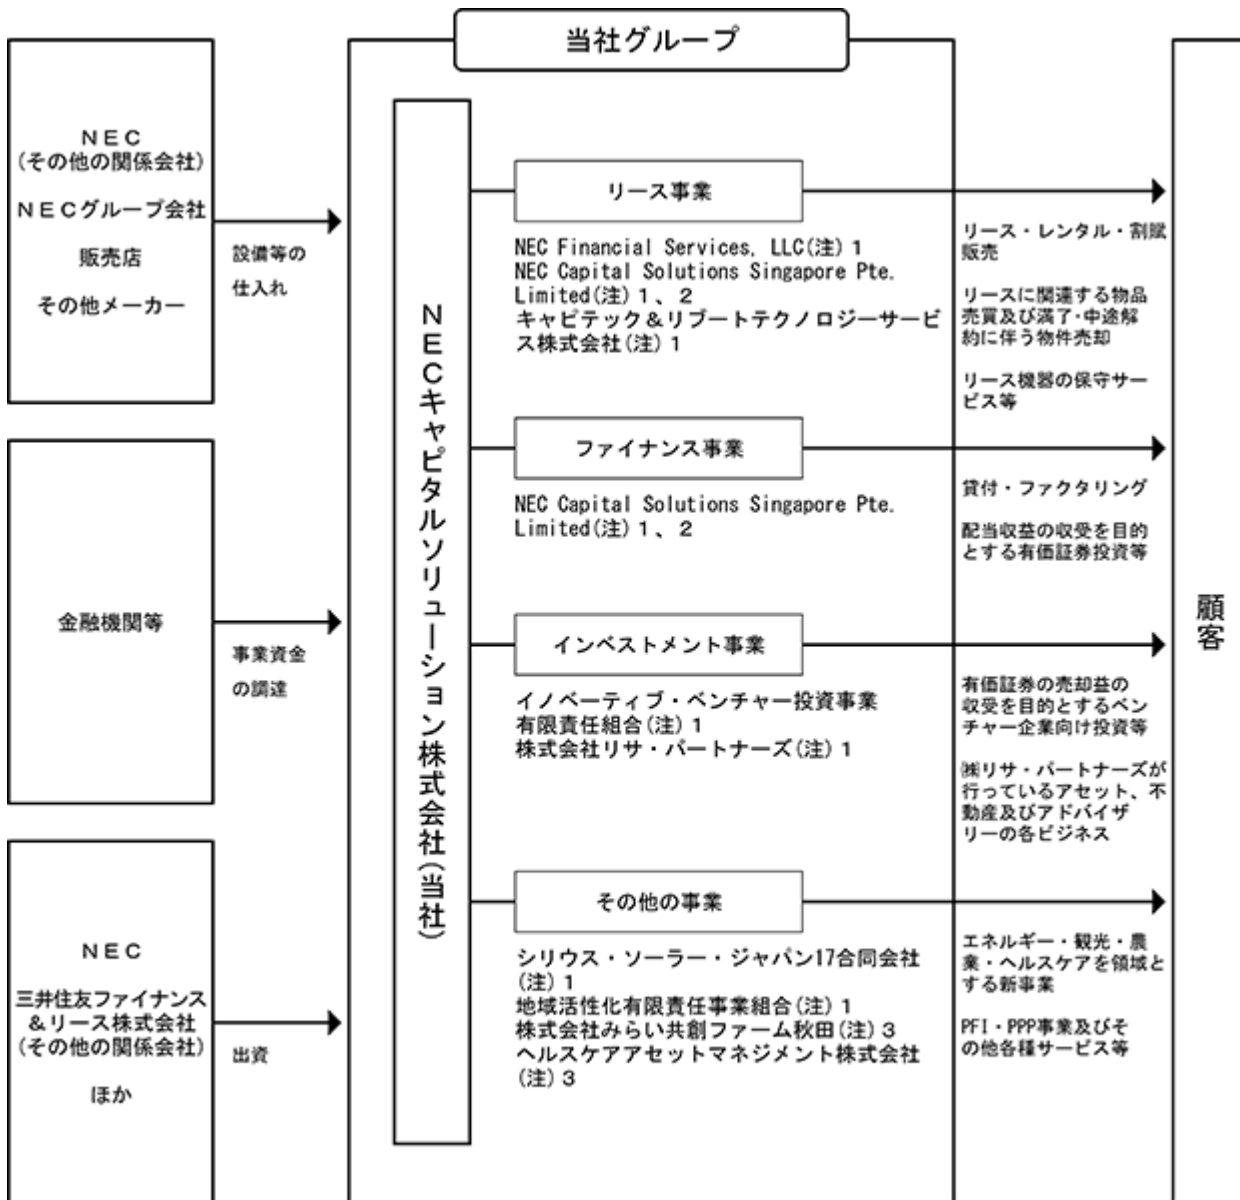 当社グループ
ＮＥＣ
(その他の関係会社)
ＮＥＣグループ会社
販売店
その他メーカー
設備等の
仕入れ
金融機関等
事業資金
の調達
ＮＥＣ
三井住友ファイナンス
＆リース株式会社
(その他の関係会社)
ほか
出資
ＮＥＣキャピタルソリューション株式会社(当社)
リース事業
NEC Financial Services, LLC(注)１
NEC Capital Solutions Singapore Pte.
Limited(注)１、２
キャピテック＆リブートテクノロジーサービ
ス株式会社(注)１
リース・レンタル・割賦
販売
リースに関連する物品
売買及び満了･中途解
約に伴う物件売却
リース機器の保守サー
ビス等
ファイナンス事業
NEC Capital Solutions Singapore Pte.
Limited(注)１、２
貸付・ファクタリング
配当収益の収受を目的
とする有価証券投資等
インベストメント事業
イノベーティブ・ベンチャー投資事業
有限責任組合(注)１
株式会社リサ・パートナーズ(注)１
有価証券の売却益の
収受を目的とするベン
チャー企業向け投資等
㈱リサ・パートナーズが
行っているアセット、不
動産及びアドバイザ
リーの各ビジネス
その他の事業
シリウス・ソーラー・ジャパン17合同会社
(注)１
地域活性化有限責任事業組合(注)１
株式会社みらい共創ファーム秋田(注)３
ヘルスケアアセットマネジメント株式会社
(注)３
エネルギー・観光・農
業・ヘルスケアを領域と
する新事業
PFI・PPP事業及びそ
の他各種サービス等
顧客